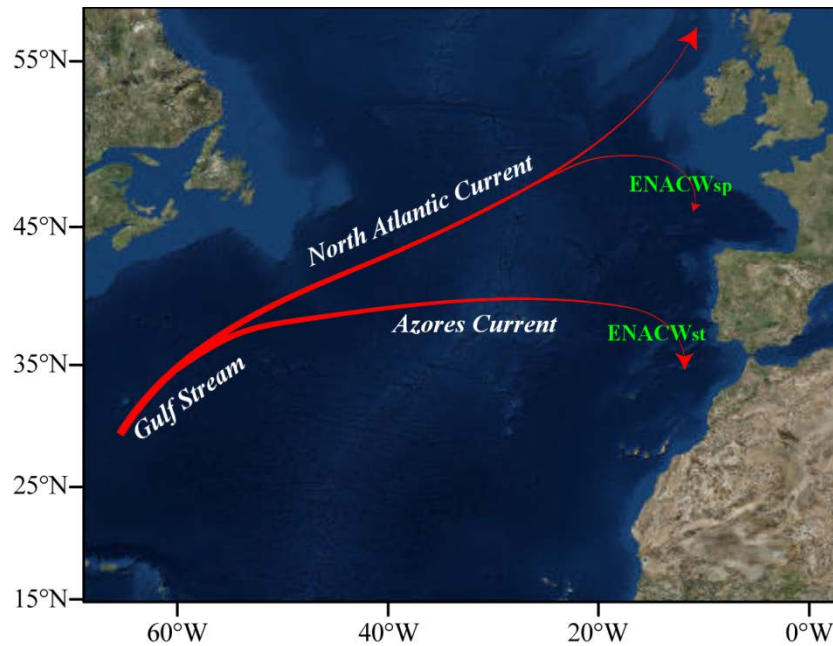 55°N
45°N
35°N
25°N
15°N
North Atlantic Current
ENACWsp
Azores Current
ENACWst
Gulf Stream
60°W
40°W
20°W
0°W